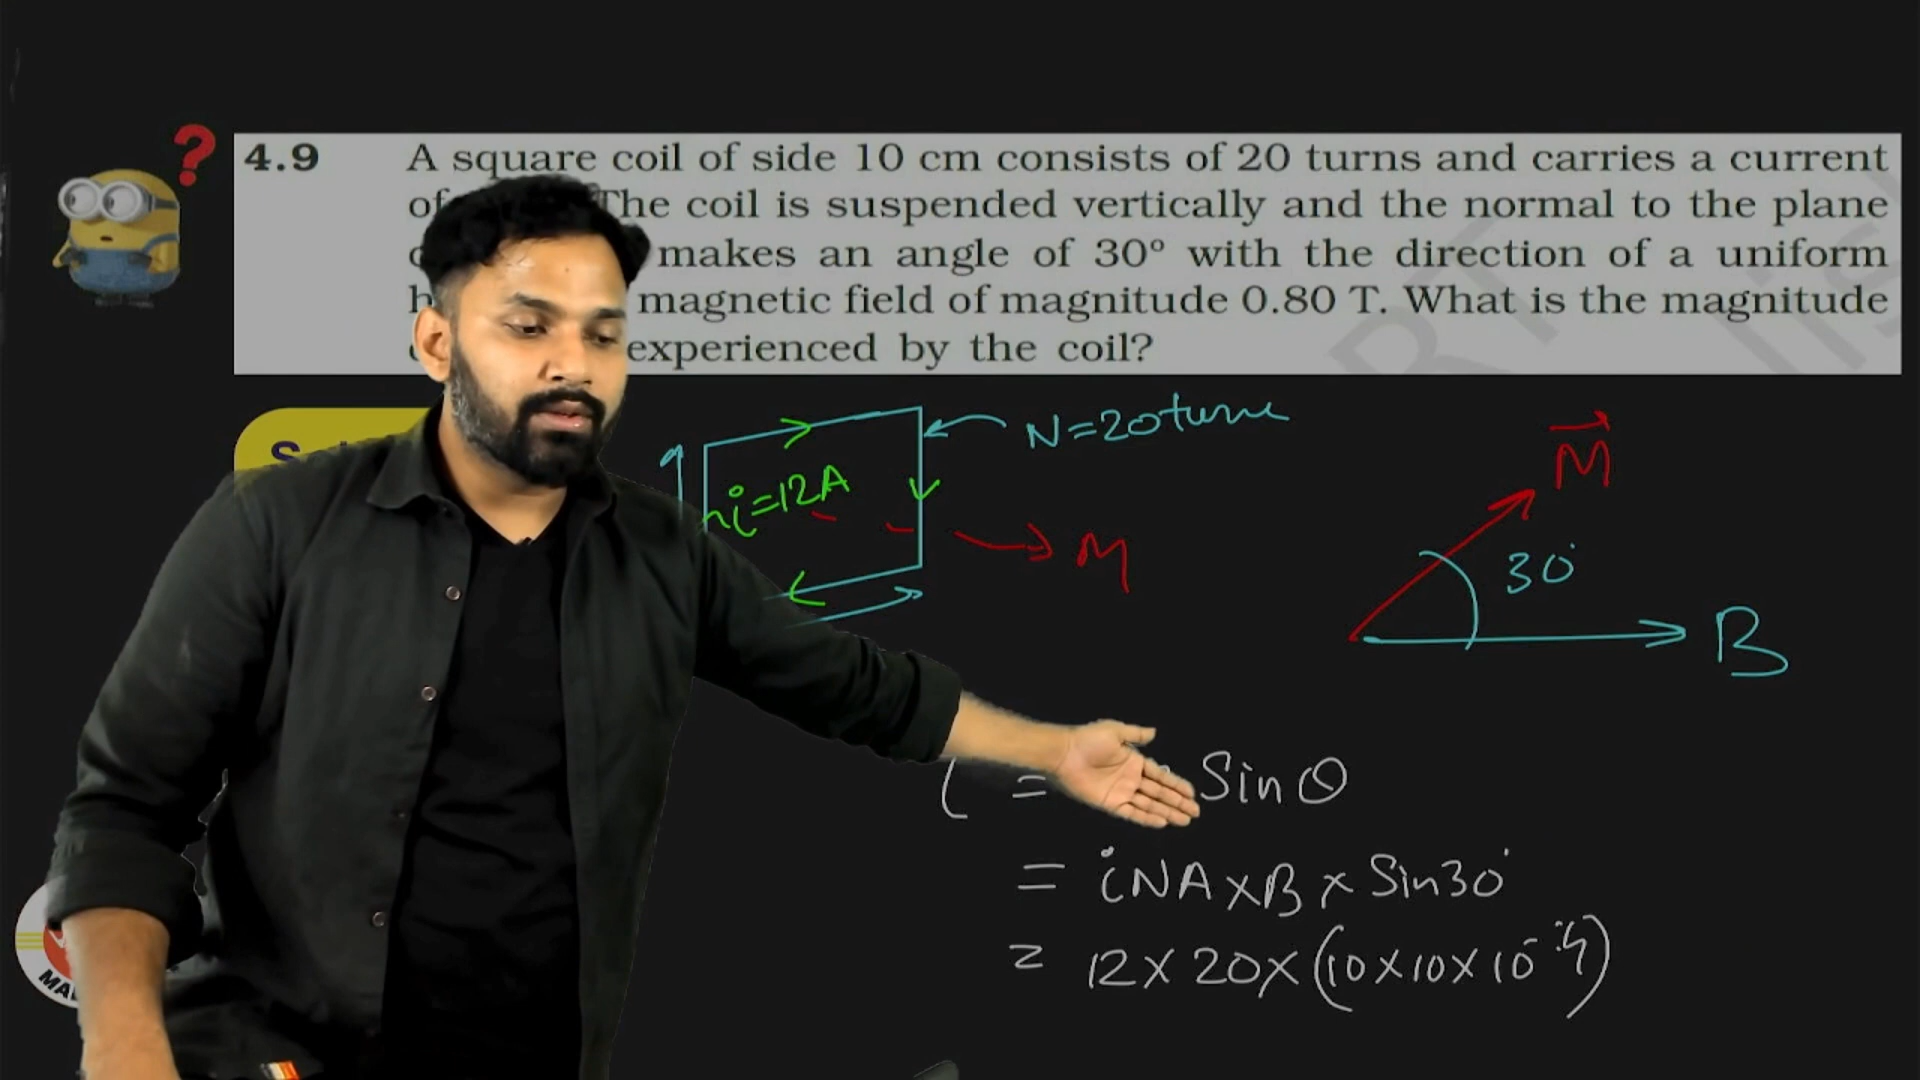 4.9 A square coil of side 10 cm consists of 20 turns and carries a current
of The coil is suspended vertically and the normal to the plane
makes an angle of 30º with the direction of a uniform
magnetic field of magnitude 0.80 T. What is the magnitude
experienced by the coil?
N=20turns
i=12A
M
M
30°
B
= Sin θ
= iNA×B×Sin30°
= 12×20×(10×10×10⁻⁴)